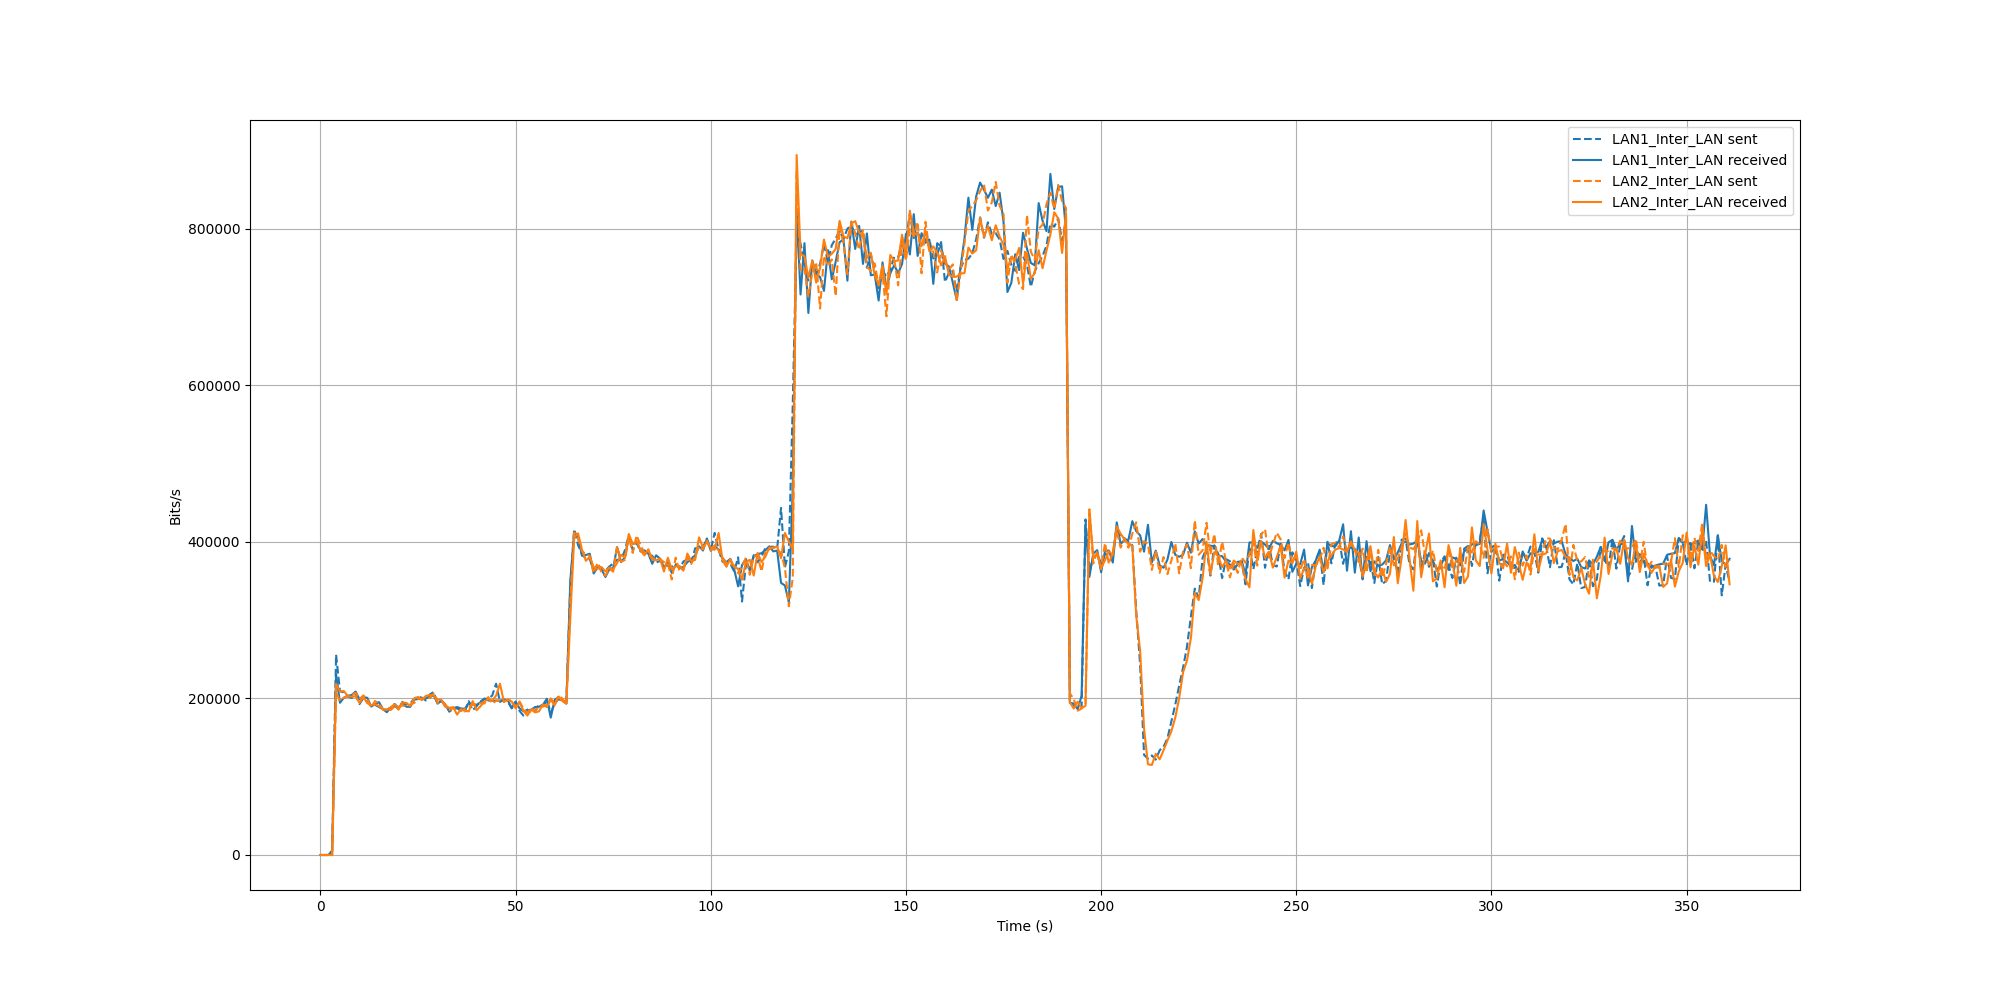 LAN1_Inter_LAN sent
LAN1_Inter_LAN received
LAN2_Inter_LAN sent
LAN2_Inter_LAN received
800000
600000
400000
200000
0
Bits/s
0 50 100 150 200 250 300 350
Time (s)